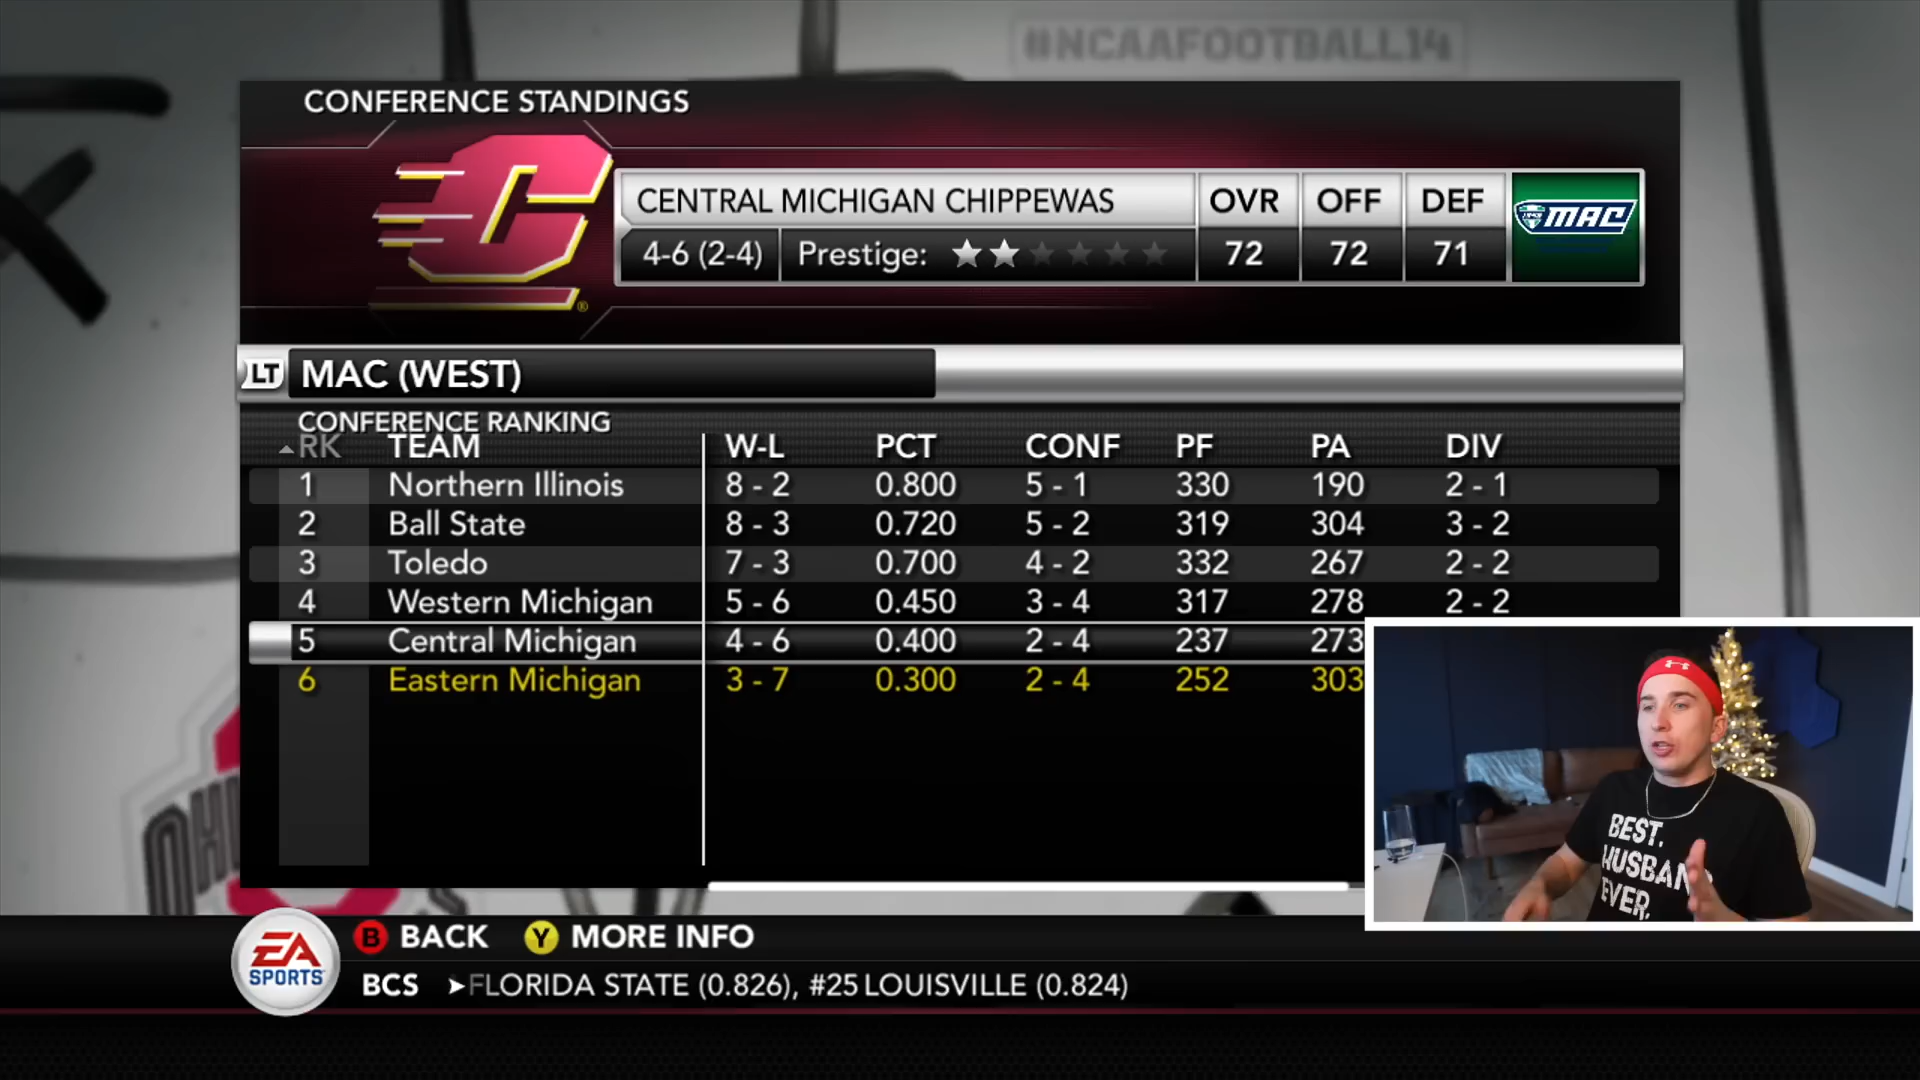 #NCAAFOOTBALL14
CONFERENCE STANDINGS
CENTRAL MICHIGAN CHIPPEWAS OVR OFF DEF MAC
4-6 (2-4) Prestige: 72 72 71
LT MAC (WEST)
CONFERENCE RANKING
RK TEAM W-L PCT CONF PF PA DIV
1 Northern Illinois 8 - 2 0.800 5 - 1 330 190 2 - 1
2 Ball State 8 - 3 0.720 5 - 2 319 304 3 - 2
3 Toledo 7 - 3 0.700 4 - 2 332 267 2 - 2
4 Western Michigan 5 - 6 0.450 3 - 4 317 278 2 - 2
5 Central Michigan 4 - 6 0.400 2 - 4 237 273
6 Eastern Michigan 3 - 7 0.300 2 - 4 252 303
BEST.
HUSBAND
EVER.
EA
SPORTS
B BACK Y MORE INFO
BCS FLORIDA STATE (0.826), #25 LOUISVILLE (0.824)